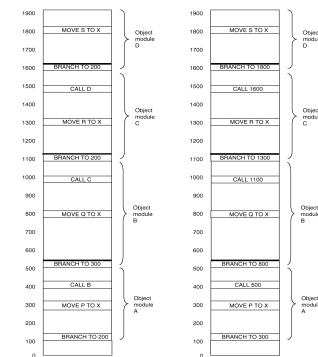 1900
1800 MOVE S TO X
Object
module
D
1700
1600 BRANCH TO 200
1500 CALL D
1400
Object
module
C
1300 MOVE R TO X
1200
1100 BRANCH TO 200
1000 CALL C
900
800 MOVE Q TO X
Object
module
B
700
600
500 BRANCH TO 300
400 CALL B
300 MOVE P TO X
Object
module
A
200
100 BRANCH TO 200
0
1900
1800 MOVE S TO X
Objec
modul
D
1700
1600 BRANCH TO 1800
1500 CALL 1600
1400
Object
module
C
1300 MOVE R TO X
1200
1100 BRANCH TO 1300
1000 CALL 1100
900
800 MOVE Q TO X
Object
modul
B
700
600
500 BRANCH TO 800
400 CALL 500
300 MOVE P TO X
Object
modul
A
200
100 BRANCH TO 300
0